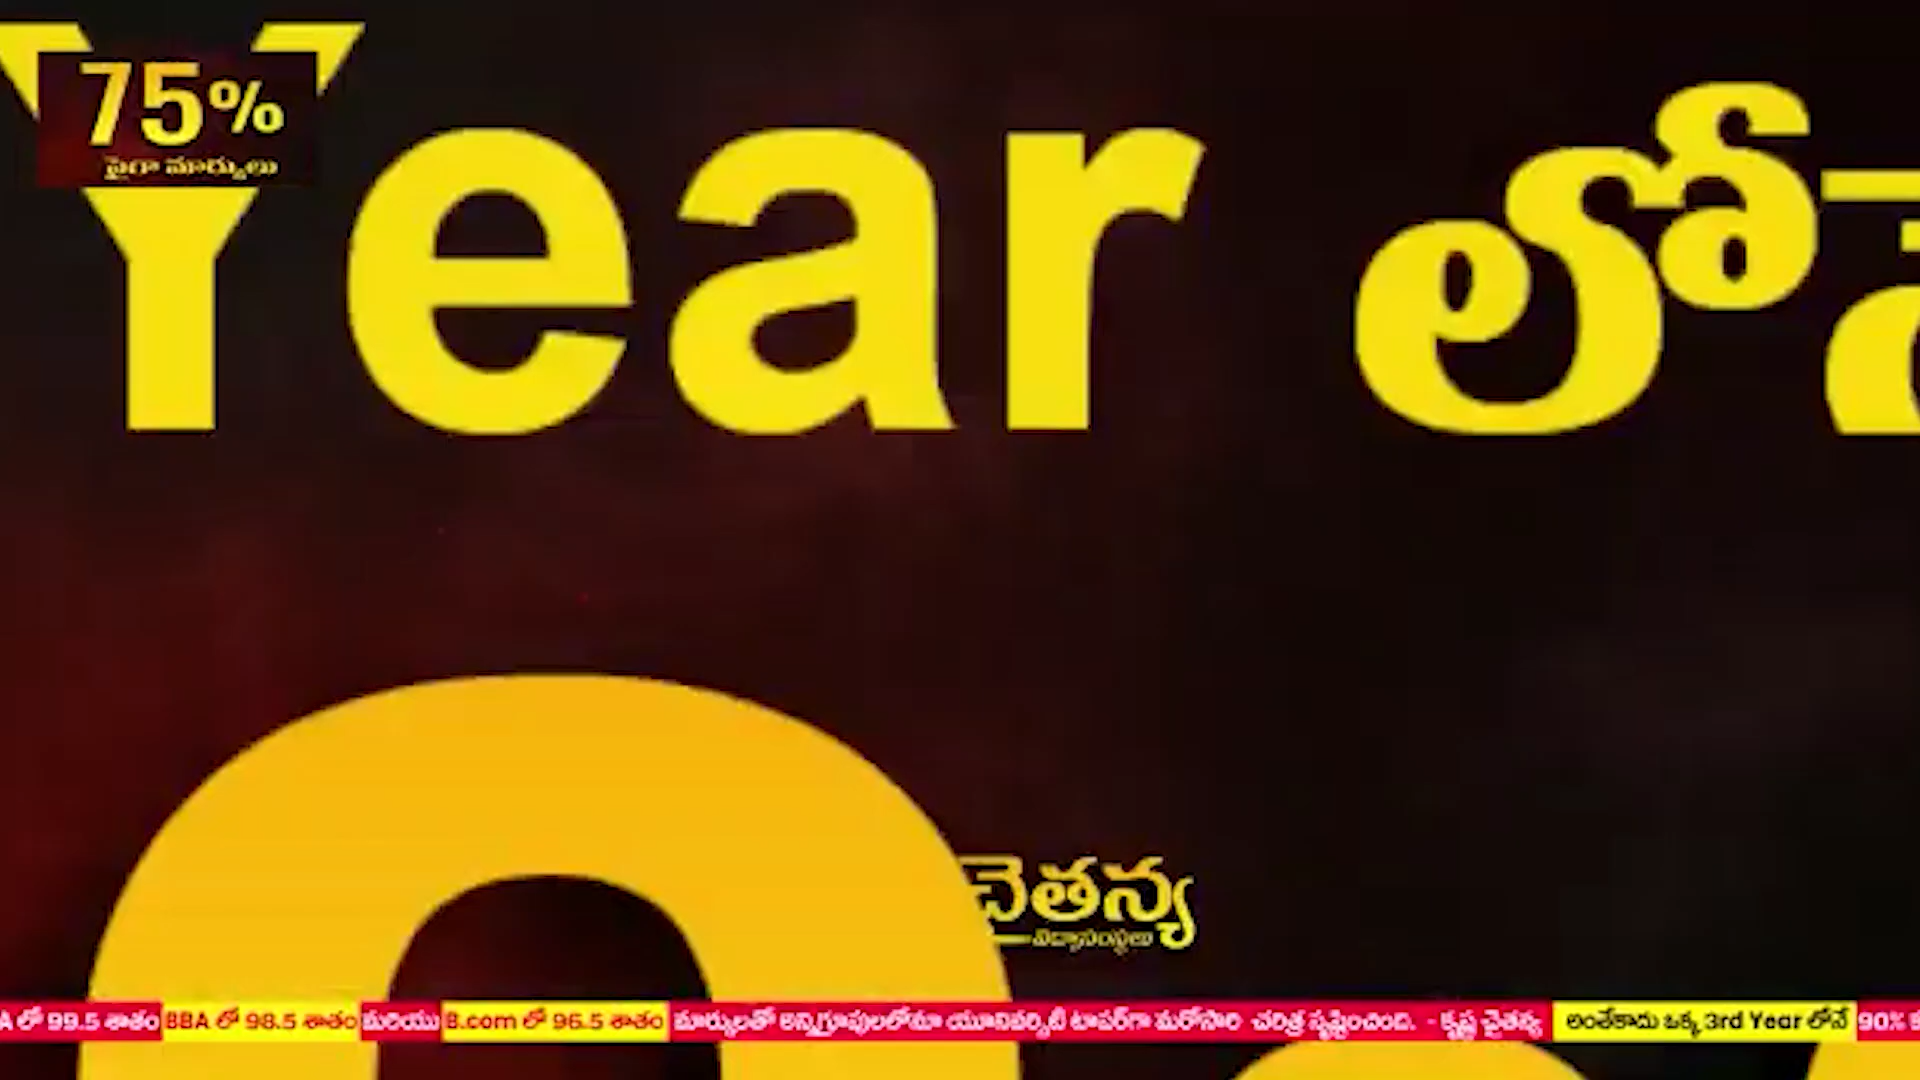 Year లో
75%
పైగా మార్కులు
చైతన్య
విద్యాసంస్థలు
A లో 99.5 శాతం BBA లో 98.5 శాతం మరియు B.com లో 96.5 శాతం మార్కులతో అన్నిగ్రూపులలోమా యూనివర్సిటీ టాపర్‌గా మరోసారి చరిత్ర సృష్టించింది. - కృష్ణ చైతన్య అంతేకాదు ఒక్క 3rd Year లోనే 90%